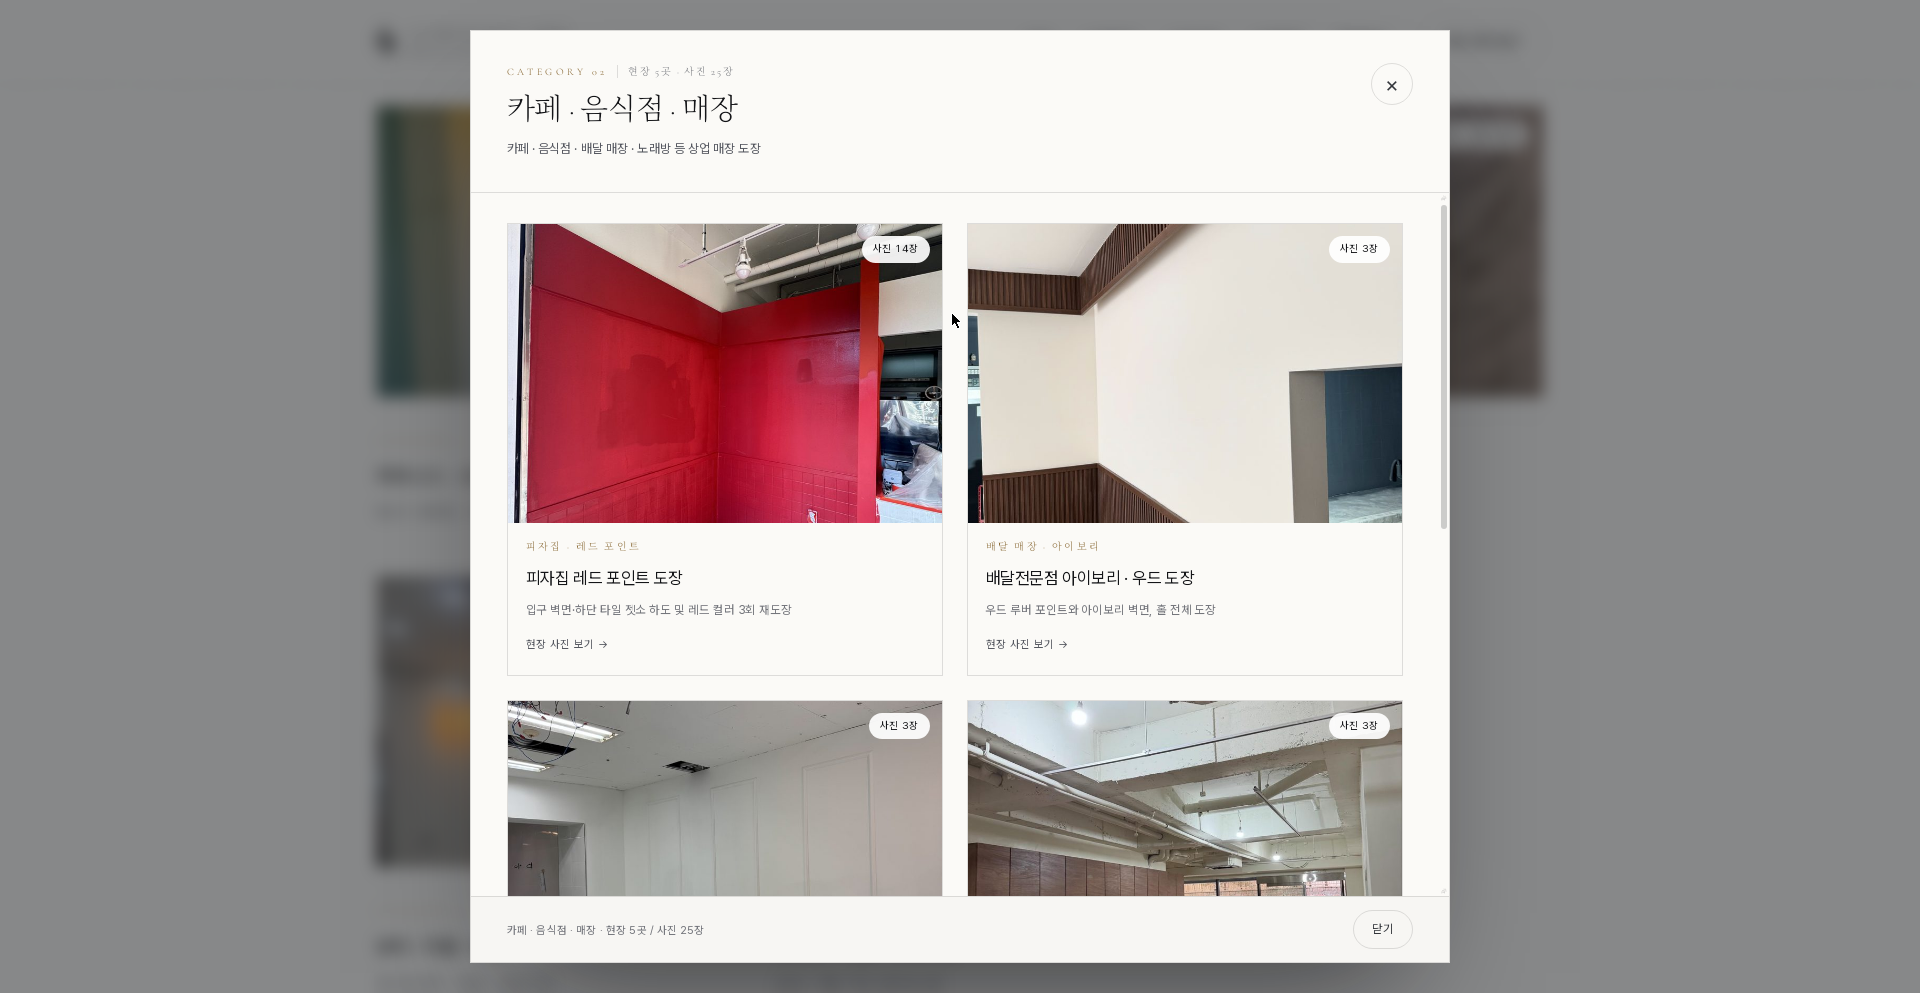 CATEGORY 02 | 현장 5곳 · 사진 25장
카페 · 음식점 · 매장
카페 · 음식점 · 배달 매장 · 노래방 등 상업 매장 도장
×
사진 14장
사진 3장
피자집 · 레드 포인트
피자집 레드 포인트 도장
입구 벽면·하단 타일 젯소 하도 및 레드 컬러 3회 재도장
현장 사진 보기 →
배달 매장 · 아이보리
배달전문점 아이보리 · 우드 도장
우드 루버 포인트와 아이보리 벽면, 홀 전체 도장
현장 사진 보기 →
사진 3장
사진 3장
카페 · 음식점 · 매장 · 현장 5곳 / 사진 25장
닫기